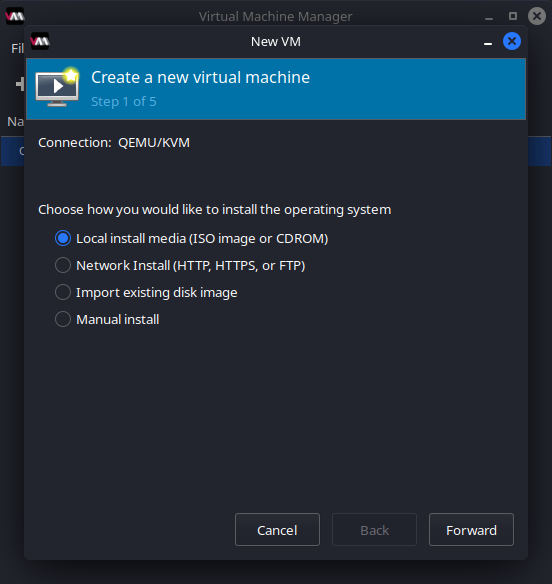 Virtual Machine Manager
New VM
Fil
Create a new virtual machine
Step 1 of 5
Na
Connection: QEMU/KVM
Choose how you would like to install the operating system
Local install media (ISO image or CDROM)
Network Install (HTTP, HTTPS, or FTP)
Import existing disk image
Manual install
Cancel
Back
Forward